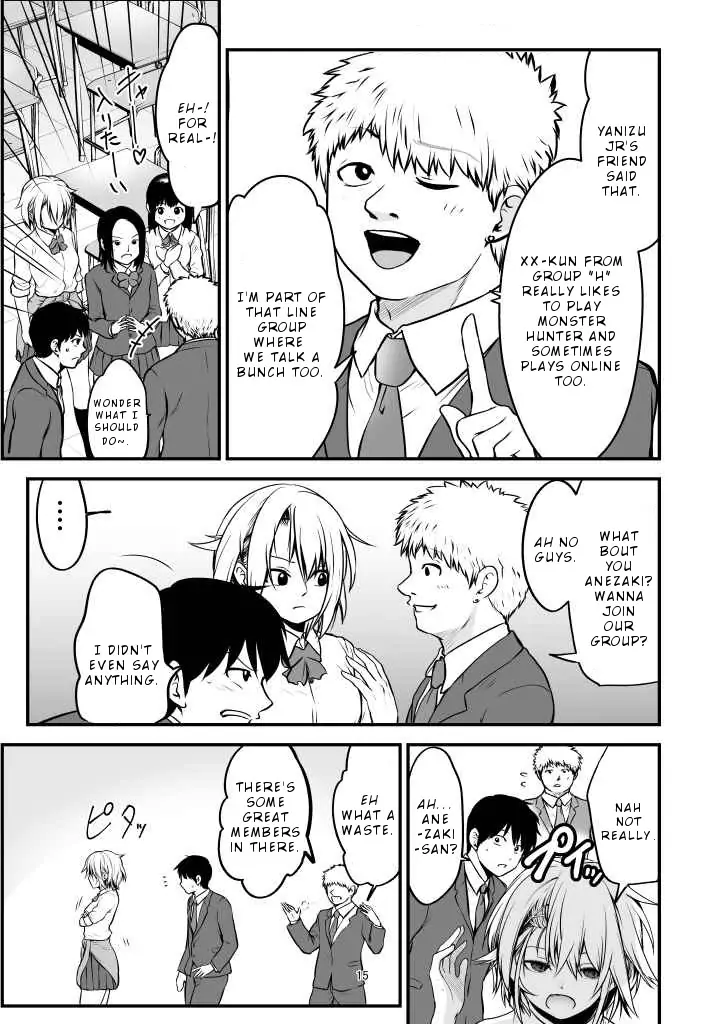 YANIZU
JR'S
FRIEND
SAID
THAT.
XX-KUN FROM
GROUP "H"
REALLY LIKES
TO PLAY
MONSTER
HUNTER
AND
SOMETIMES
PLAYS ONLINE
TOO.
I'M PART OF
THAT LINE
GROUP
WHERE
WE TALK A
BUNCH TOO.
EH-!
FOR
REAL-!
キャー♡
入りたーい
WONDER
WHAT I
SHOULD
DO~.
WHAT
BOUT
YOU
ANEZAKI?
WANNA
JOIN
OUR
GROUP?
AH NO
GUYS.
I DIDN'T
EVEN SAY
ANYTHING.
...
NAH
NOT
REALLY.
プイッ
AH...
ANE
-ZAKI
-SAN?
EH
WHAT A
WASTE.
THERE'S
SOME
GREAT
MEMBERS
IN THERE.
ピタッ
15